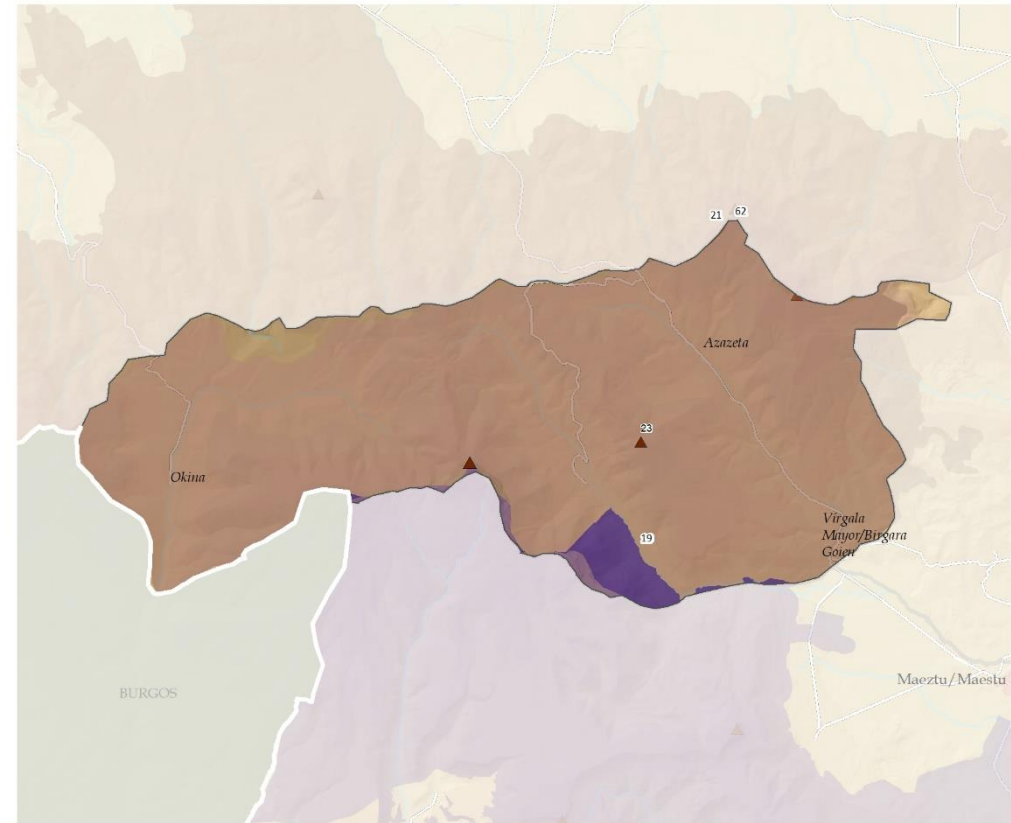 21 62
Azazeta
23
Okina
Vírgala
Mayor/Birgara
Goien
19
Maeztu/Maestu
BURGOS